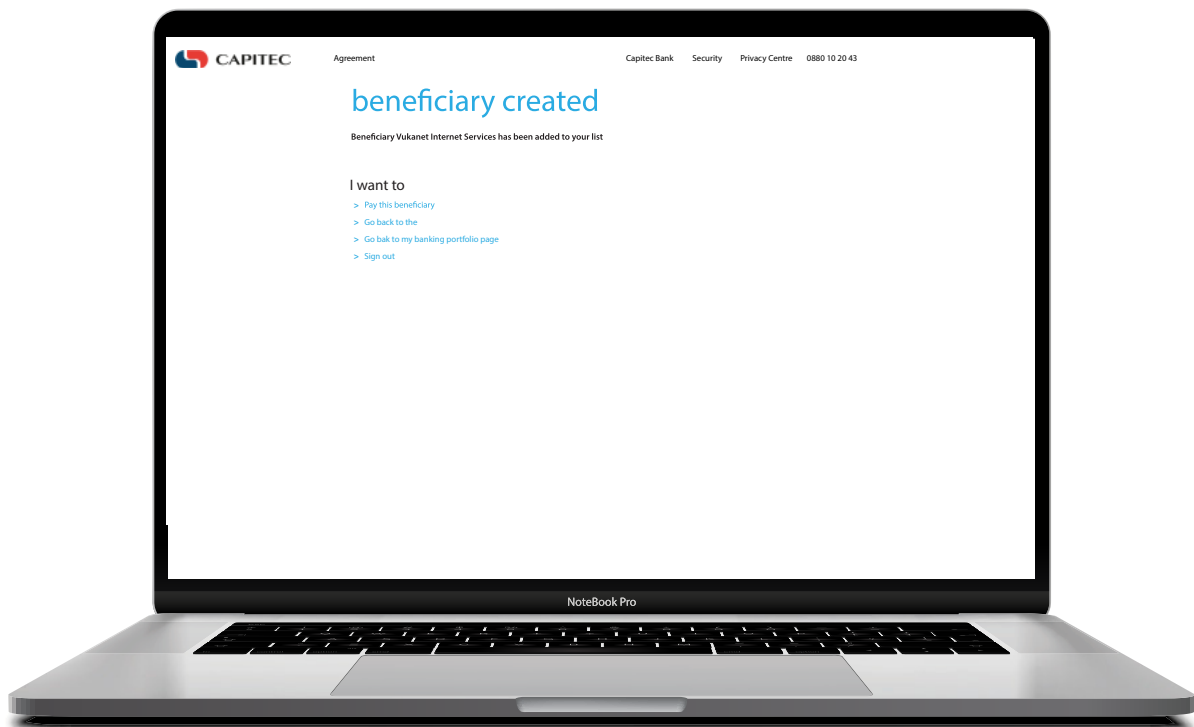 CAPITEC Agreement Capitec Bank Security Privacy Centre 0880 10 20 43
beneficiary created
Beneficiary Vukanet Internet Services has been added to your list
I want to
> Pay this beneficiary
> Go back to the
> Go bak to my banking portfolio page
> Sign out
NoteBook Pro